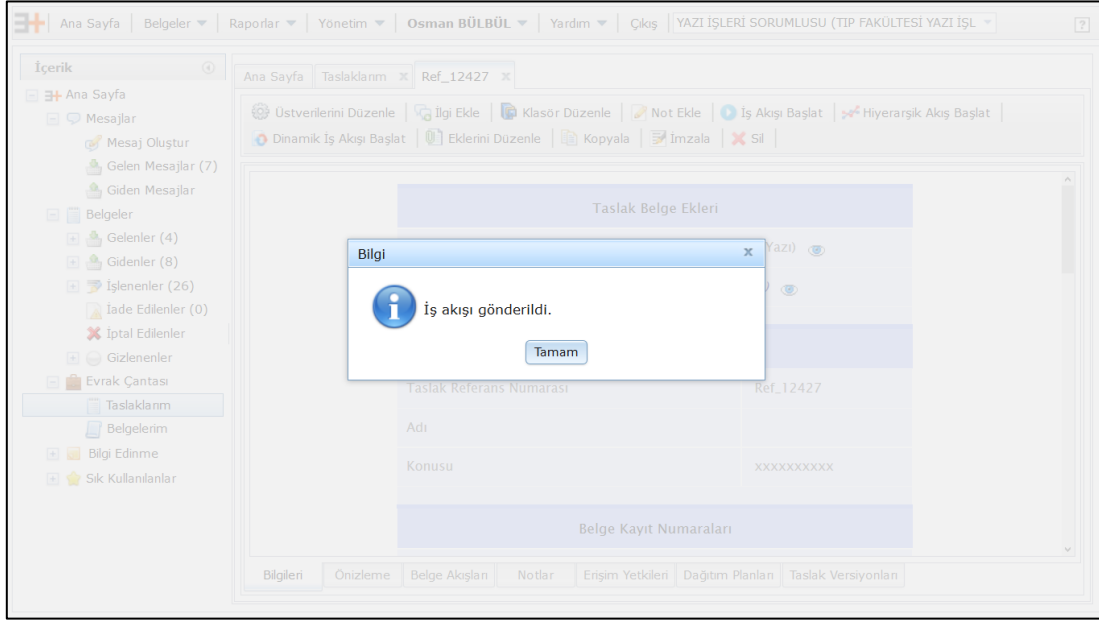 Ana Sayfa Belgeler Raporlar Yönetim Osman BÜLBÜL Yardım Çıkış YAZI İŞLERİ SORUMLUSU (TIP FAKÜLTESİ YAZI İŞL ?
İçerik
Ana Sayfa
Mesajlar
Mesaj Oluştur
Gelen Mesajlar (7)
Giden Mesajlar
Belgeler
Gelenler (4)
Gidenler (8)
İşlenenler (26)
İade Edilenler (0)
İptal Edilenler
Gizlenenler
Evrak Çantası
Taslaklarım
Belgelerim
Bilgi Edinme
Sık Kullanılanlar
Ana Sayfa Taslaklarım x Ref_12427 x
Üstverilerini Düzenle İlgi Ekle Klasör Düzenle Not Ekle İş Akışı Başlat Hiyerarşik Akış Başlat
Dinamik İş Akışı Başlat Eklerini Düzenle Kopyala İmzala Sil
Taslak Belge Ekleri
Yazı)
Bilgi x
İş akışı gönderildi.
Tamam
Taslak Referans Numarası Ref_12427
Adı
Konusu xxxxxxxxxx
Belge Kayıt Numaraları
Bilgileri Önizleme Belge Akışları Notlar Erişim Yetkileri Dağıtım Planları Taslak Versiyonları